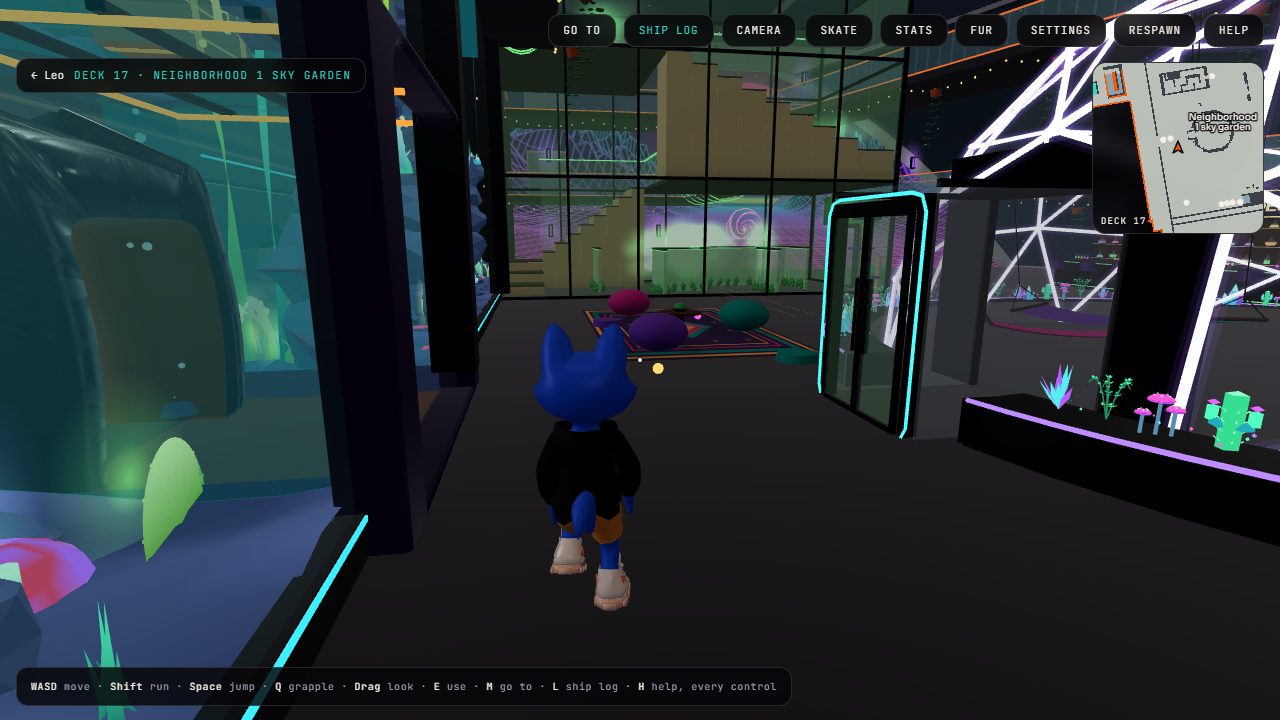 GO TO
SHIP LOG
CAMERA
SKATE
STATS
FUR
SETTINGS
RESPAWN
HELP
← Leo DECK 17 · NEIGHBORHOOD 1 SKY GARDEN
Neighborhood
1 sky garden
DECK 17
WASD move · Shift run · Space jump · Q grapple · Drag look · E use · M go to · L ship log · H help, every control